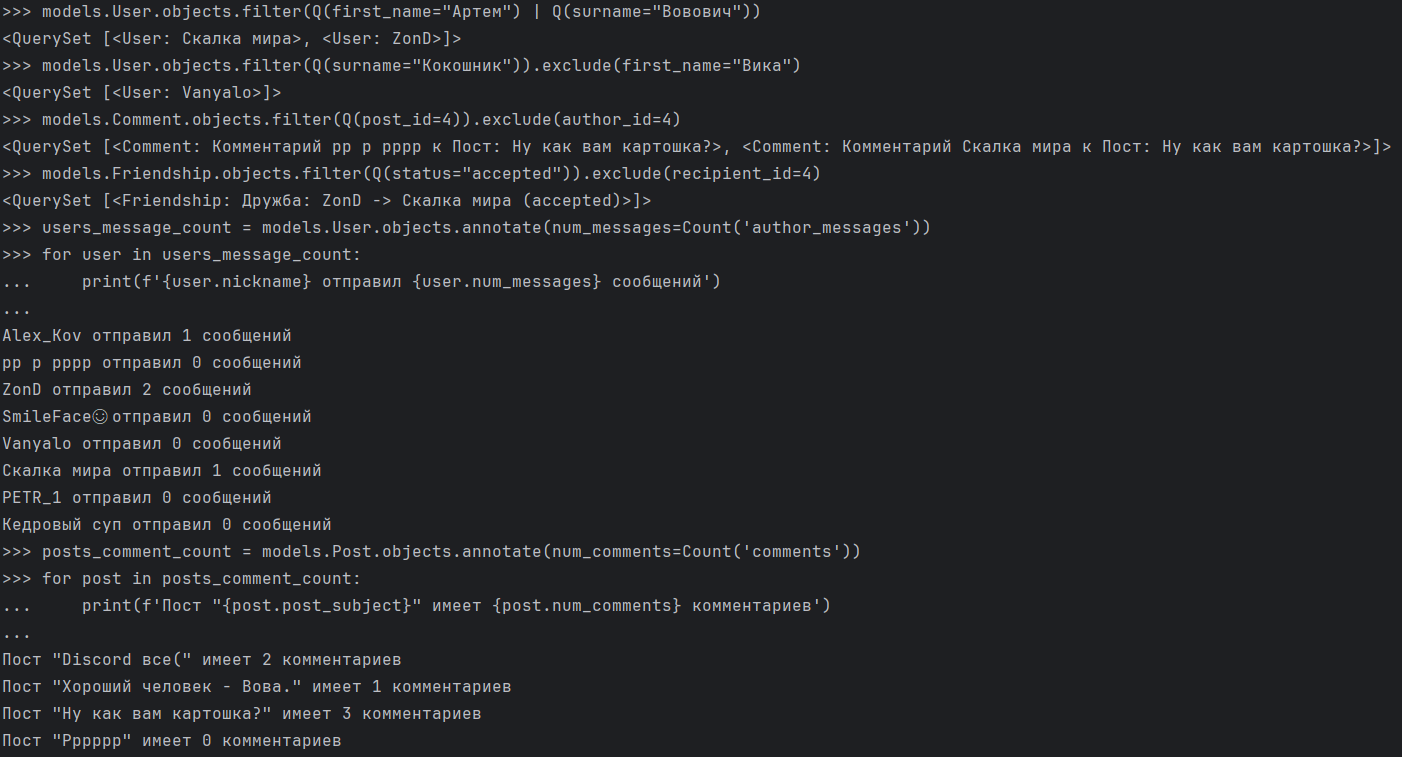 >>> models.User.objects.filter(Q(first_name="Артем") | Q(surname="Вовович"))
<QuerySet [<User: Скалка мира>, <User: ZonD>]>
>>> models.User.objects.filter(Q(surname="Кокошник")).exclude(first_name="Вика")
<QuerySet [<User: Vanyalo>]>
>>> models.Comment.objects.filter(Q(post_id=4)).exclude(author_id=4)
<QuerySet [<Comment: Комментарий рр р рррр к Пост: Ну как вам картошка?>, <Comment: Комментарий Скалка мира к Пост: Ну как вам картошка?>]>
>>> models.Friendship.objects.filter(Q(status="accepted")).exclude(recipient_id=4)
<QuerySet [<Friendship: Дружба: ZonD -> Скалка мира (accepted)>]>
>>> users_message_count = models.User.objects.annotate(num_messages=Count('author_messages'))
>>> for user in users_message_count:
...     print(f'{user.nickname} отправил {user.num_messages} сообщений')
...
Alex_Kov отправил 1 сообщений
рр р рррр отправил 0 сообщений
ZonD отправил 2 сообщений
SmileFace☺отправил 0 сообщений
Vanyalo отправил 0 сообщений
Скалка мира отправил 1 сообщений
PETR_1 отправил 0 сообщений
Кедровый суп отправил 0 сообщений
>>> posts_comment_count = models.Post.objects.annotate(num_comments=Count('comments'))
>>> for post in posts_comment_count:
...     print(f'Пост "{post.post_subject}" имеет {post.num_comments} комментариев')
...
Пост "Discord все(" имеет 2 комментариев
Пост "Хороший человек - Вова." имеет 1 комментариев
Пост "Ну как вам картошка?" имеет 3 комментариев
Пост "Рррррр" имеет 0 комментариев